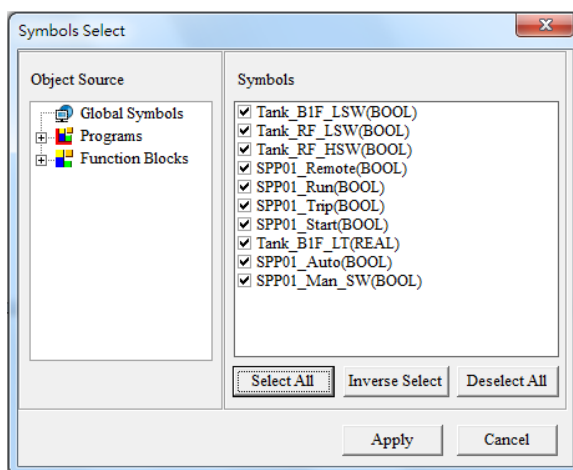 Symbols Select
Object Source
Global Symbols
Programs
Function Blocks
Symbols
Tank_B1F_LSW(BOOL)
Tank_RF_LSW(BOOL)
Tank_RF_HSW(BOOL)
SPP01_Remote(BOOL)
SPP01_Run(BOOL)
SPP01_Trip(BOOL)
SPP01_Start(BOOL)
Tank_B1F_LT(REAL)
SPP01_Auto(BOOL)
SPP01_Man_SW(BOOL)
Select All
Inverse Select
Deselect All
Apply
Cancel